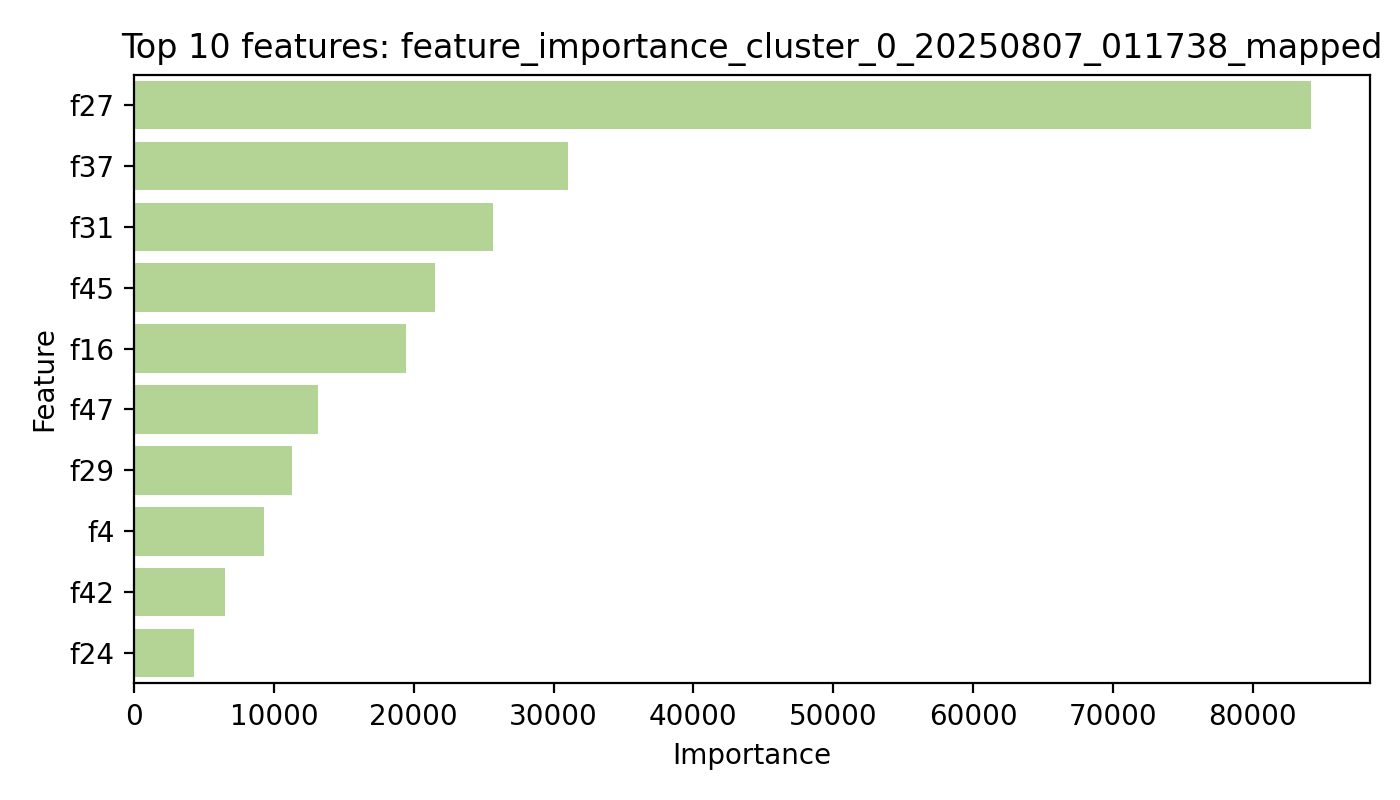 Top 10 features: feature_importance_cluster_0_20250807_011738_mapped
f27
f37
f31
f45
f16
f47
f29
f4
f42
f24
Feature
0 10000 20000 30000 40000 50000 60000 70000 80000
Importance